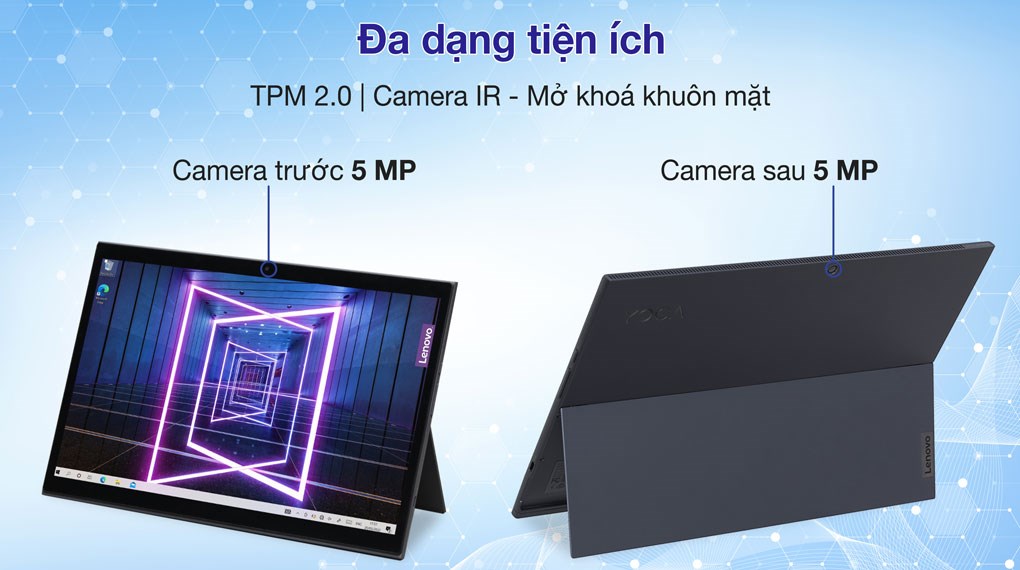 Đa dạng tiện ích
TPM 2.0 | Camera IR - Mở khoá khuôn mặt
Camera trước 5 MP
Camera sau 5 MP
Lenovo
YOGA
Lenovo